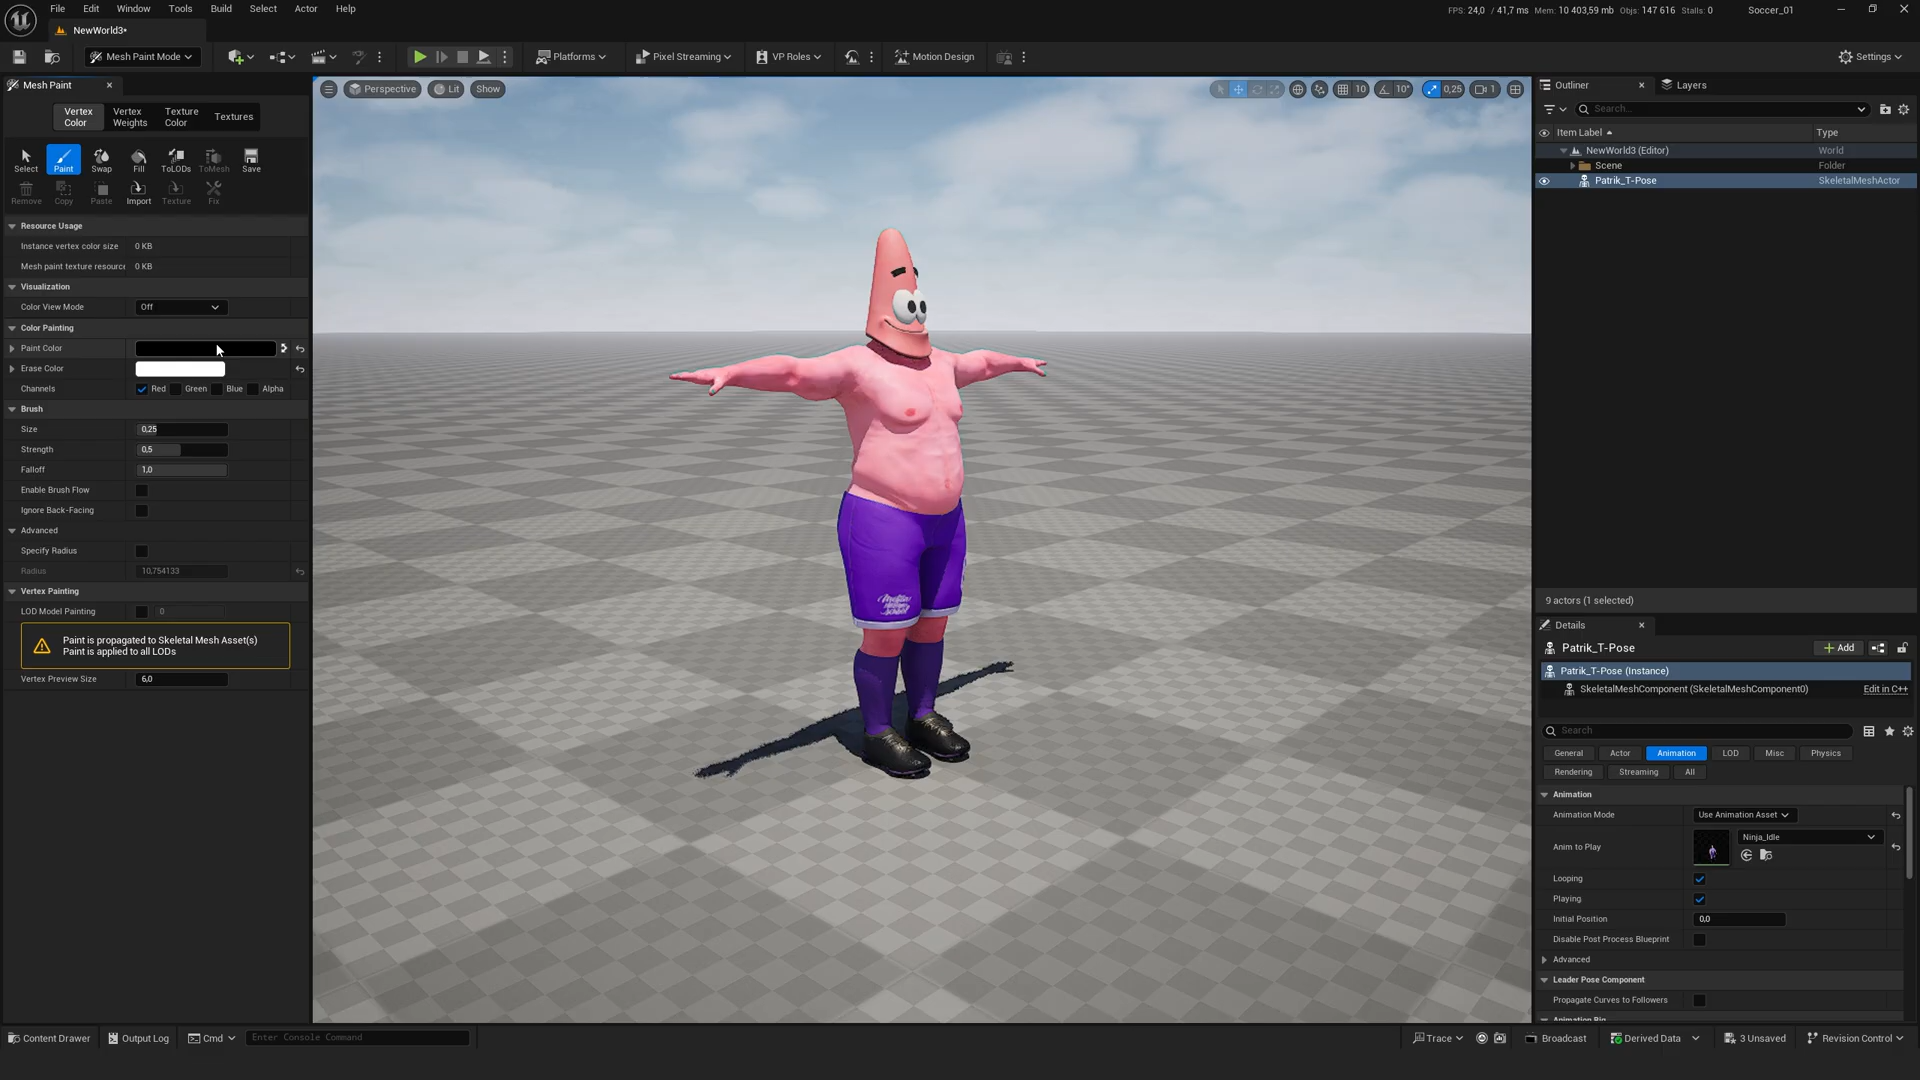 File Edit Window Tools Build Select Actor Help
FPS: 24,0 / 41,7 ms Mem: 10 403,59 mb Objs: 147 616 Stalls: 0 Soccer_01
NewWorld3*
Mesh Paint Mode Platforms Pixel Streaming VP Roles Motion Design Settings
Mesh Paint
Vertex Color
Vertex Weights
Texture Color
Textures
Select Paint Swap Fill ToLODs ToMesh Save
Remove Copy Paste Import Texture Fix
Resource Usage
Instance vertex color size 0 KB
Mesh paint texture resource 0 KB
Visualization
Color View Mode Off
Color Painting
Paint Color
Erase Color
Channels Red Green Blue Alpha
Brush
Size 0,25
Strength 0,5
Falloff 1,0
Enable Brush Flow
Ignore Back-Facing
Advanced
Specify Radius
Radius 10,754133
Vertex Painting
LOD Model Painting 0
Paint is propagated to Skeletal Mesh Asset(s)
Paint is applied to all LODs
Vertex Preview Size 6,0
Perspective Lit Show
10 10° 0,25 1
Outliner Layers
Search...
Item Label Type
NewWorld3 (Editor) World
Scene Folder
Patrik_T-Pose SkeletalMeshActor
9 actors (1 selected)
Details
Patrik_T-Pose Add
Patrik_T-Pose (Instance)
SkeletalMeshComponent (SkeletalMeshComponent0) Edit in C++
Search
General Actor Animation LOD Misc Physics
Rendering Streaming All
Animation
Animation Mode Use Animation Asset
Anim to Play Ninja_Idle
Looping
Playing
Initial Position 0,0
Disable Post Process Blueprint
Advanced
Leader Pose Component
Propagate Curves to Followers
Content Drawer Output Log Cmd Enter Console Command
Trace Broadcast Derived Data 3 Unsaved Revision Control